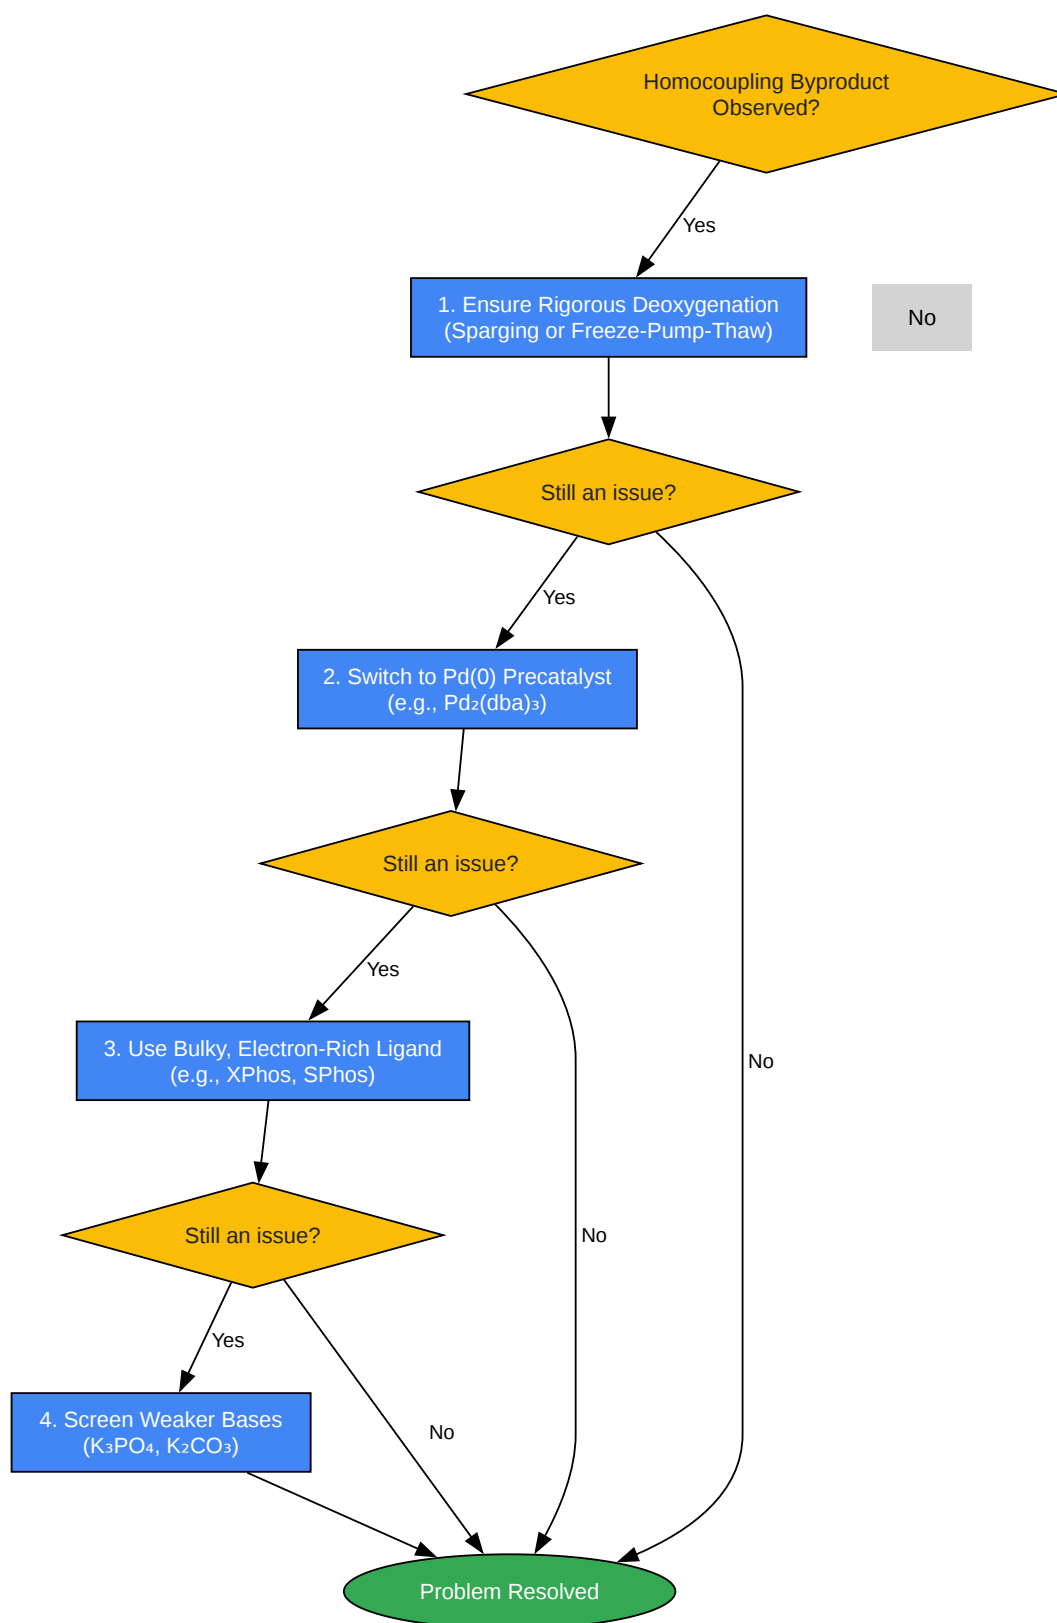 Homocoupling Byproduct
Observed?
Yes
1. Ensure Rigorous Deoxygenation
(Sparging or Freeze-Pump-Thaw)
No
Still an issue?
Yes
2. Switch to Pd(0) Precatalyst
(e.g., Pd₂(dba)₃)
Still an issue?
Yes
3. Use Bulky, Electron-Rich Ligand
(e.g., XPhos, SPhos)
No
Still an issue?
No
Yes
4. Screen Weaker Bases
(K₃PO₄, K₂CO₃)
No
Problem Resolved